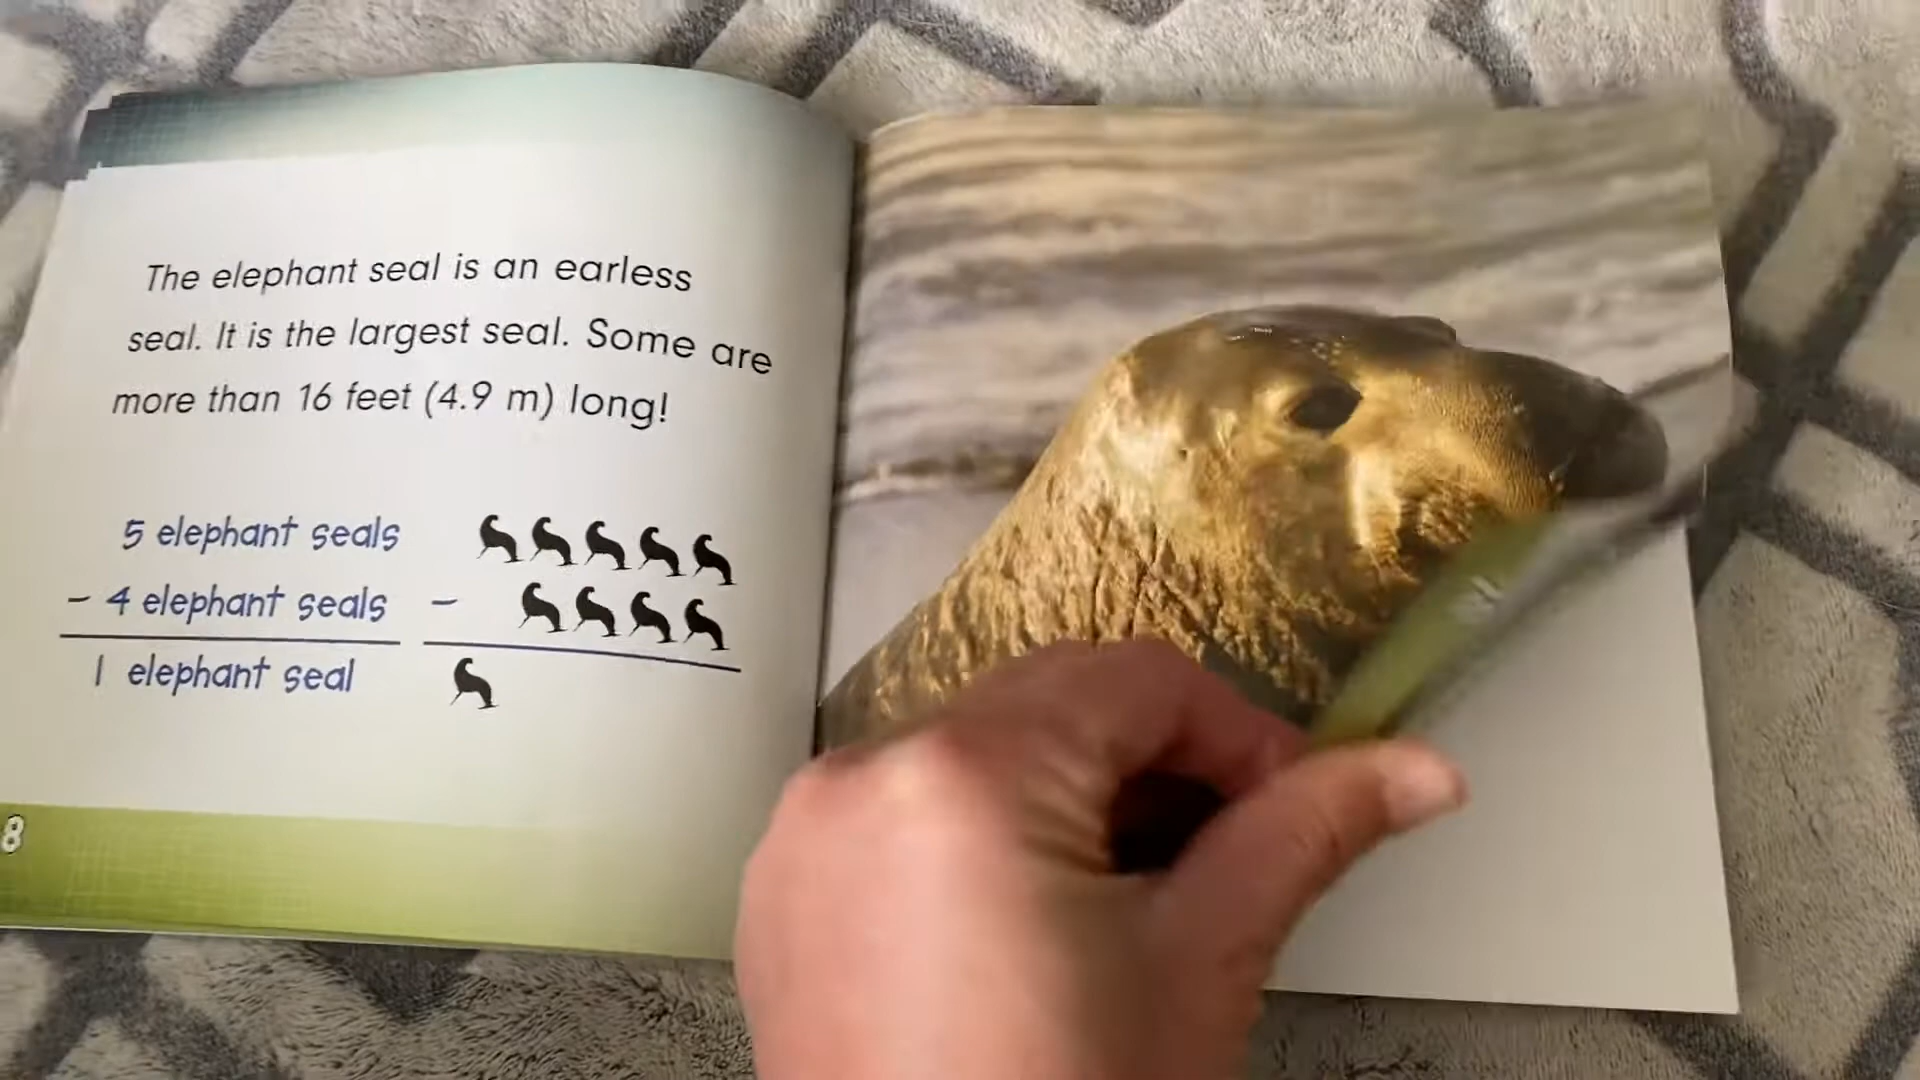 The elephant seal is an earless
seal. It is the largest seal. Some are
more than 16 feet (4.9 m) long!
5 elephant seals
- 4 elephant seals -
1 elephant seal
8